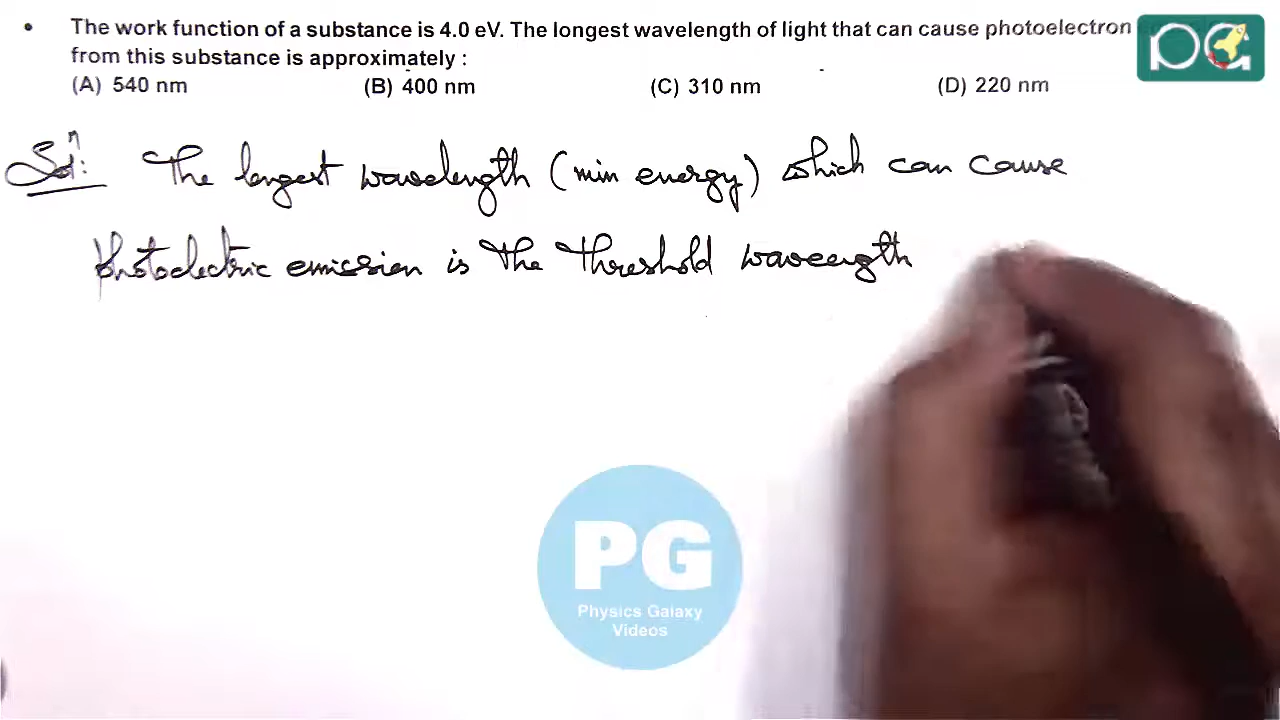 • The work function of a substance is 4.0 eV. The longest wavelength of light that can cause photoelectron
from this substance is approximately :
(A) 540 nm (B) 400 nm (C) 310 nm (D) 220 nm
Solⁿ: The longest wavelength (min energy) which can cause
photoelectric emission is the threshold wavelength
PG
Physics Galaxy
Videos